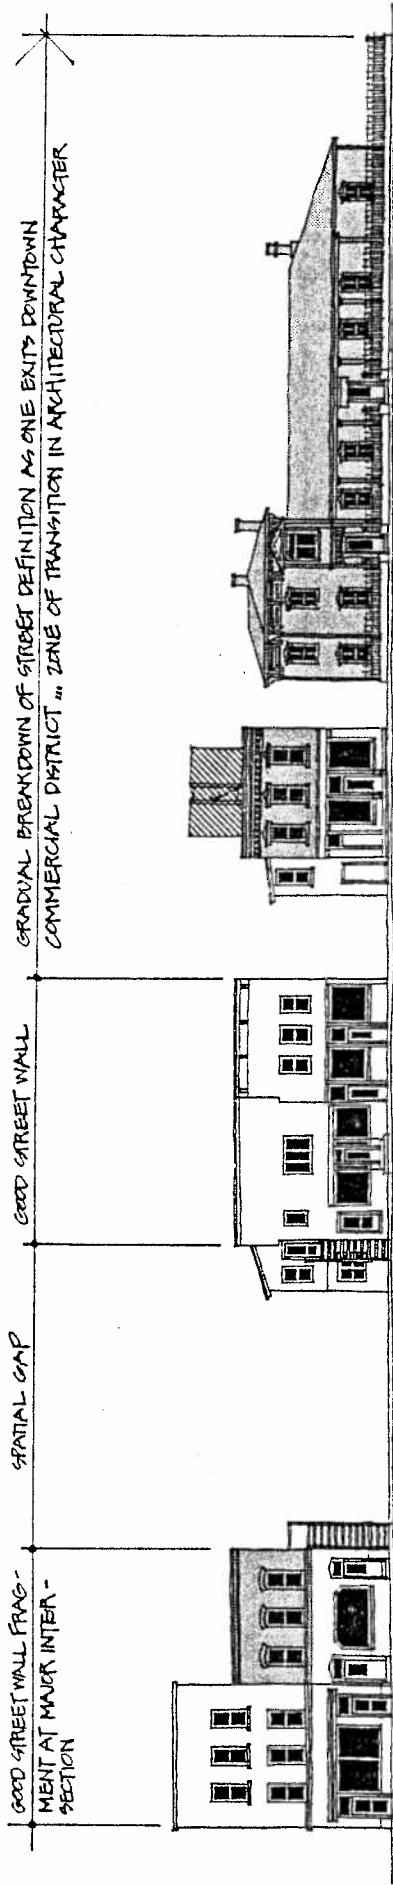 GOOD STREET WALL FRAG-
MENT AT MAJOR INTER-
SECTION
SPATIAL GAP
GOOD STREET WALL
GRADUAL BREAKDOWN OF STREET DEFINITION AS ONE EXITS DOWNTOWN
COMMERCIAL DISTRICT ... ZONE OF TRANSITION IN ARCHITECTURAL CHARACTER